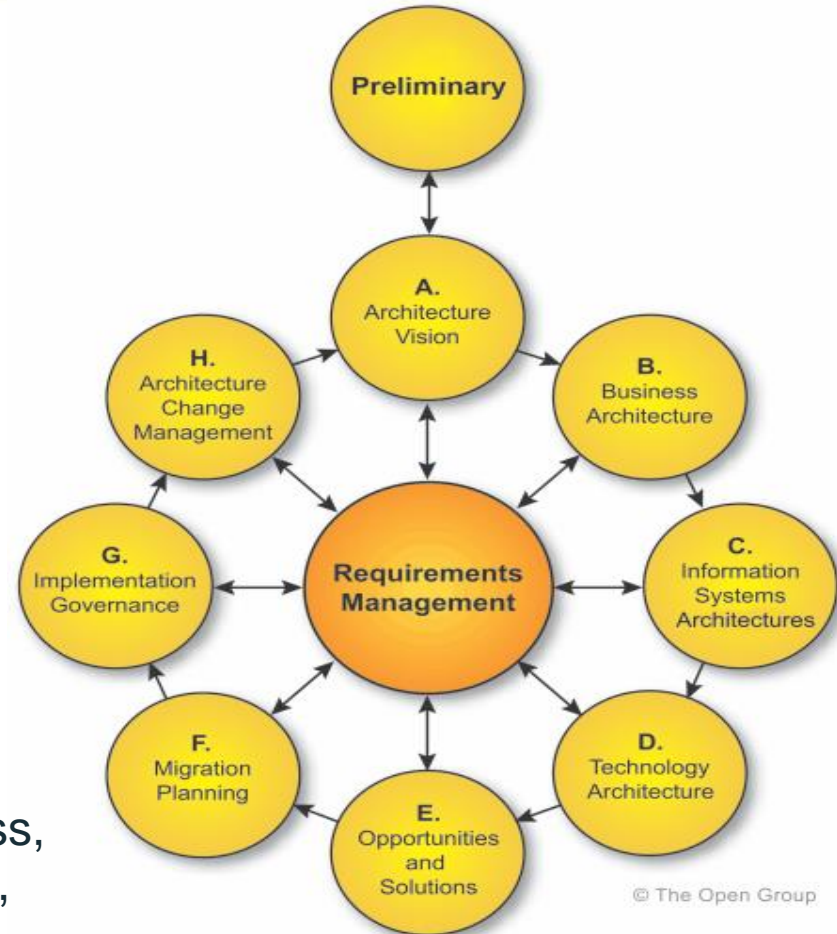 Preliminary
A.
Architecture
Vision
B.
Business
Architecture
C.
Information
Systems
Architectures
D.
Technology
Architecture
E.
Opportunities
and
Solutions
F.
Migration
Planning
G.
Implementation
Governance
H.
Architecture
Change
Management
Requirements
Management
ss,
,
© The Open Group